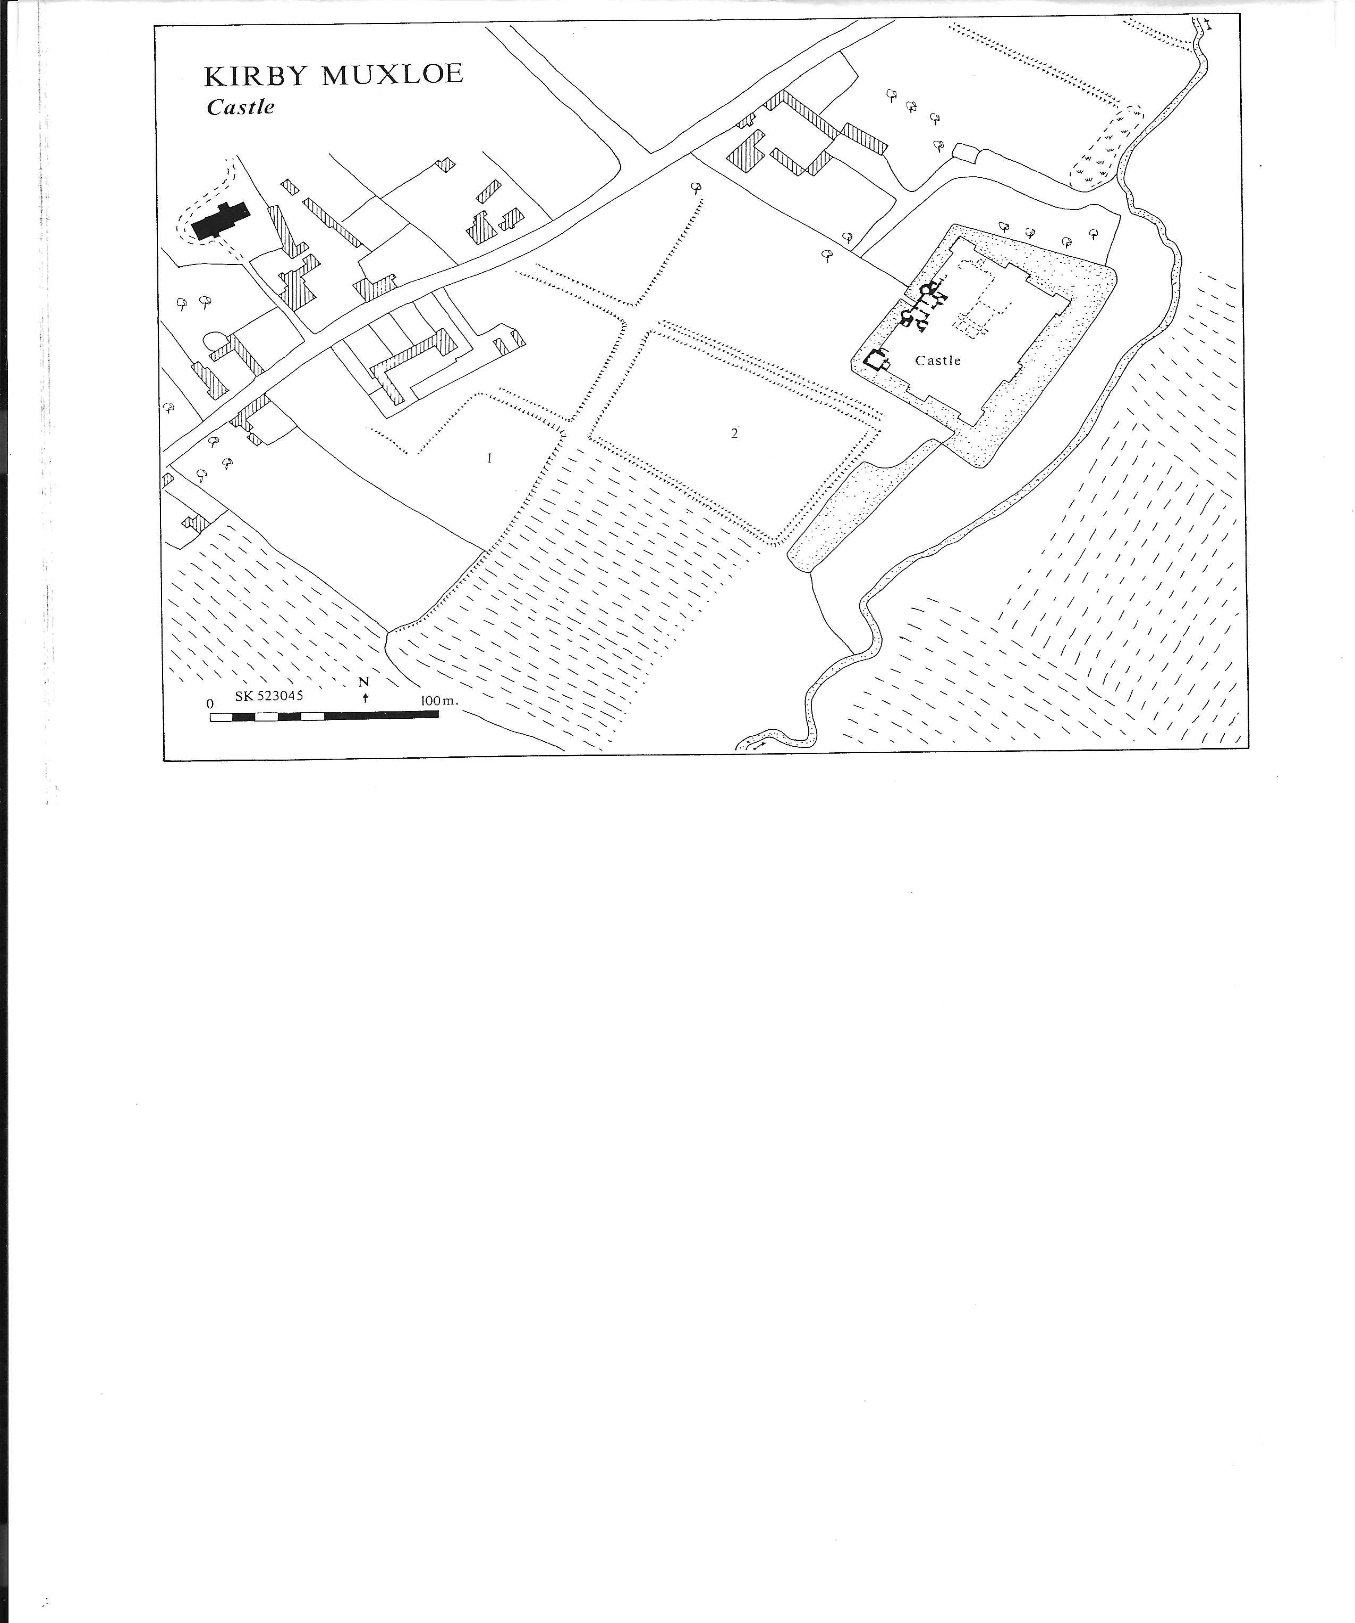 KIRBY MUXLOE
Castle
Castle
2
1
N
SK 523045
0
100m.